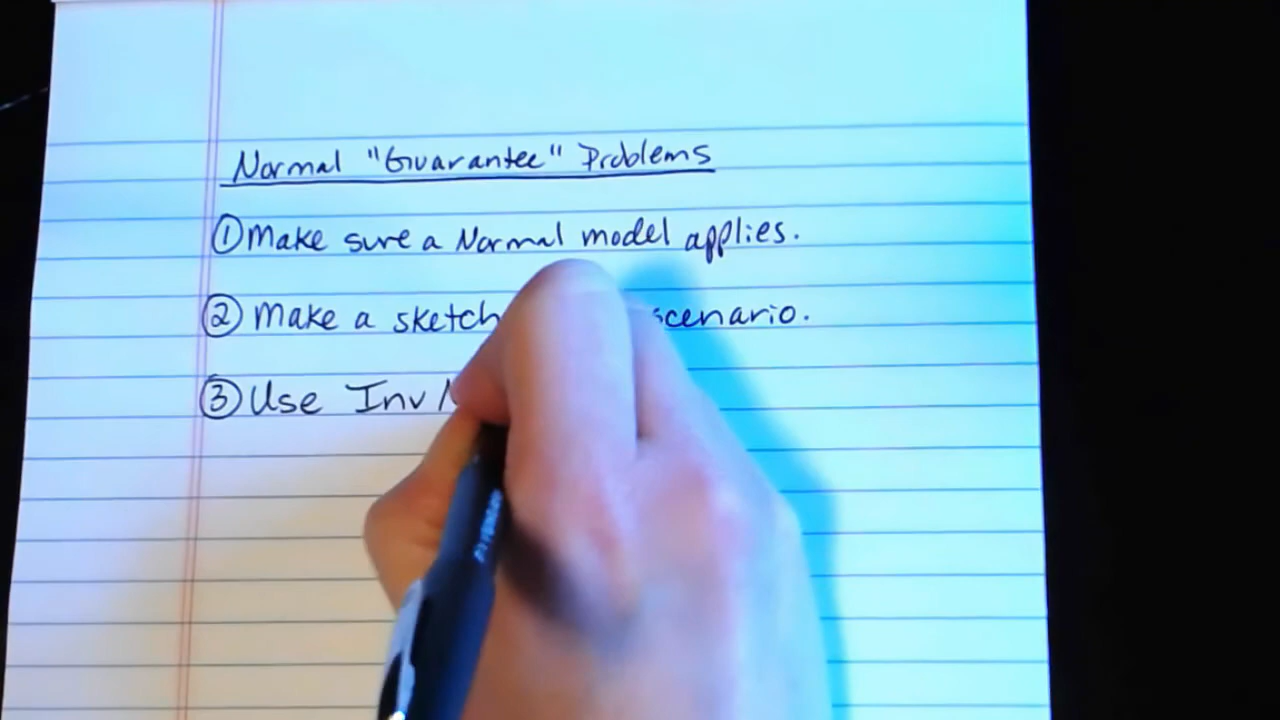 Normal "Guarantee" Problems
① Make sure a Normal model applies.
② Make a sketch scenario.
③ Use Inv